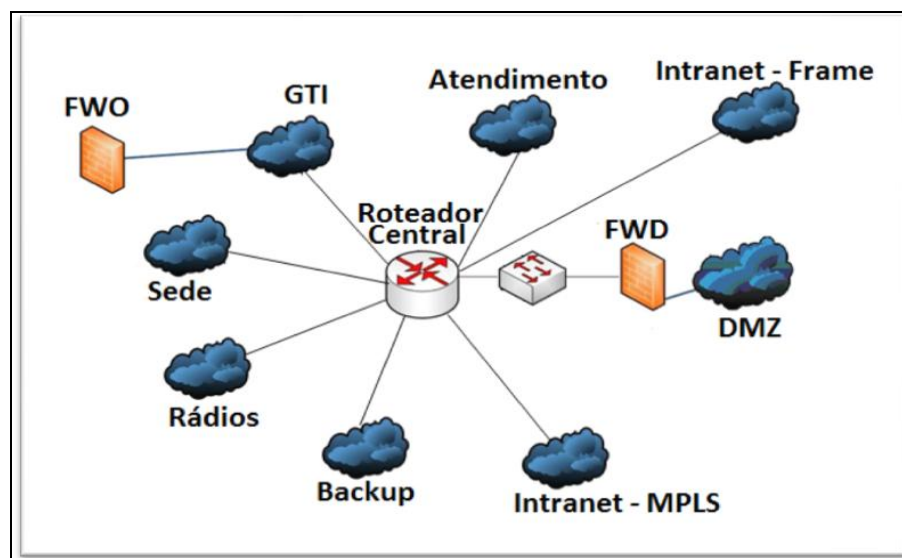 Intranet - Frame
Atendimento
GTI
FWO
Roteador
Central
FWD
Sede
DMZ
Rádios
Backup
Intranet - MPLS